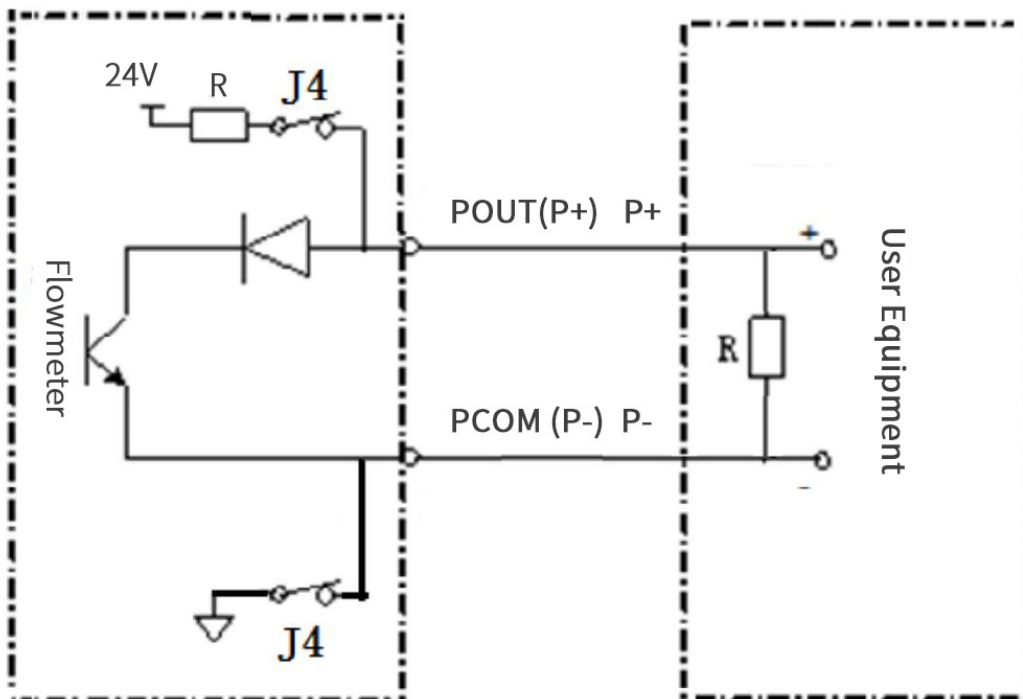 24V
R
J4
POUT(P+) P+
+
Flowmeter
User Equipment
R
PCOM (P-) P-
-
J4